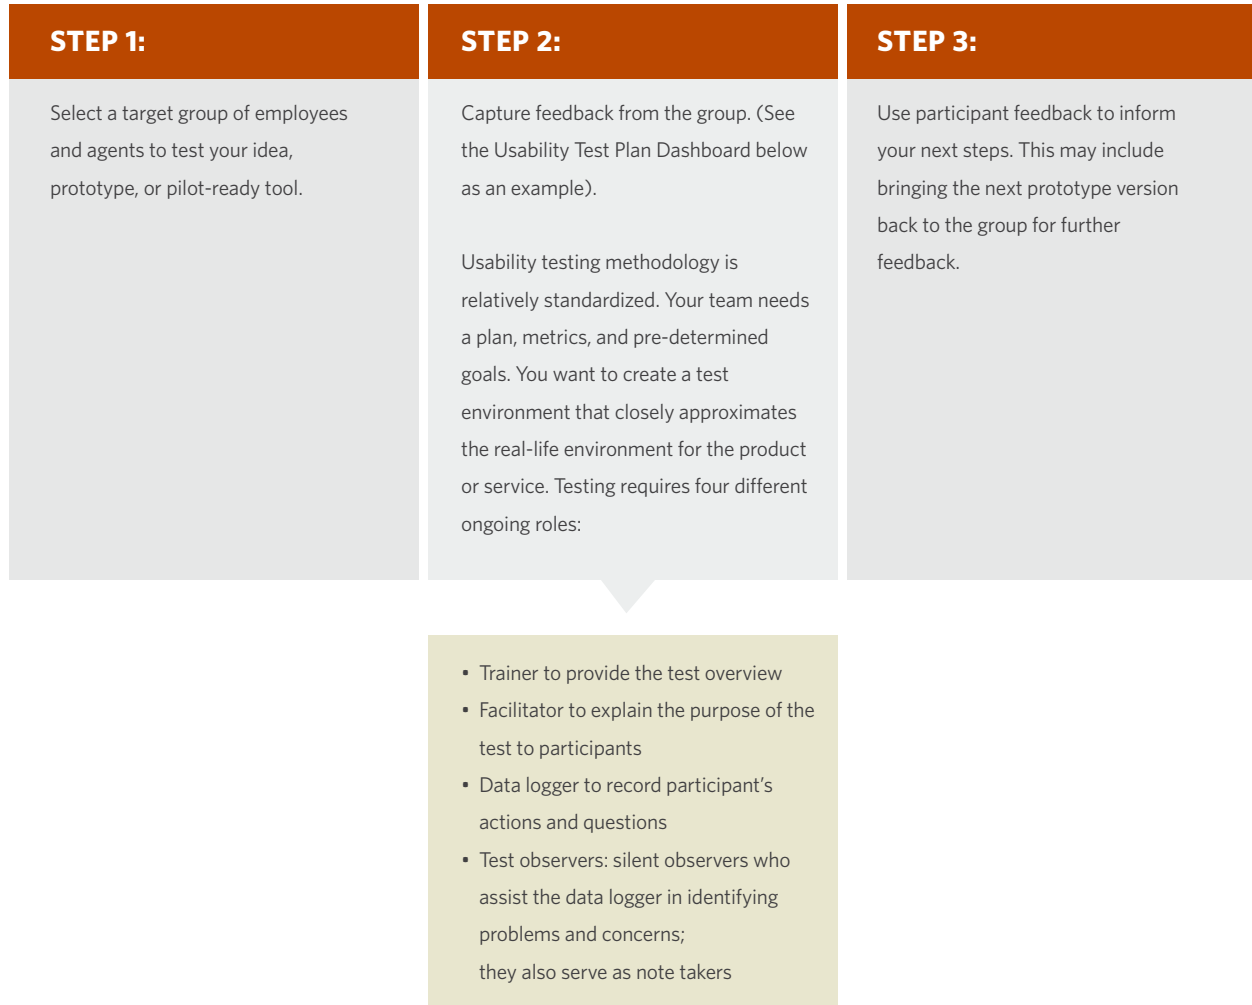 STEP 1:
Select a target group of employees
and agents to test your idea,
prototype, or pilot-ready tool.
STEP 2:
Capture feedback from the group. (See
the Usability Test Plan Dashboard below
as an example).
Usability testing methodology is
relatively standardized. Your team needs
a plan, metrics, and pre-determined
goals. You want to create a test
environment that closely approximates
the real-life environment for the product
or service. Testing requires four different
ongoing roles:
• Trainer to provide the test overview
• Facilitator to explain the purpose of the
test to participants
• Data logger to record participant’s
actions and questions
• Test observers: silent observers who
assist the data logger in identifying
problems and concerns;
they also serve as note takers
STEP 3:
Use participant feedback to inform
your next steps. This may include
bringing the next prototype version
back to the group for further
feedback.